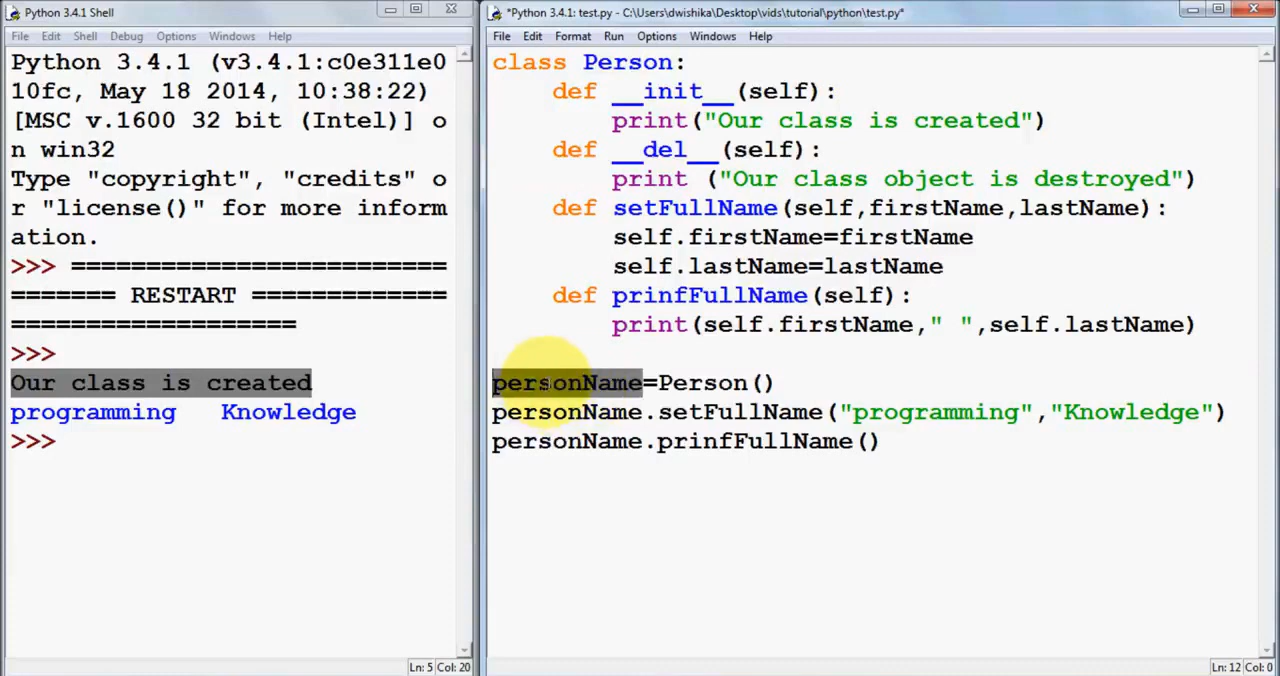 Python 3.4.1 Shell
File Edit Shell Debug Options Windows Help
Python 3.4.1 (v3.4.1:c0e311e0
10fc, May 18 2014, 10:38:22)
[MSC v.1600 32 bit (Intel)] o
n win32
Type "copyright", "credits" o
r "license()" for more inform
ation.
>>> =========================
======= RESTART =============
===================
>>>
Our class is created
programming   Knowledge
>>>
Ln: 5 Col: 20
*Python 3.4.1: test.py - C:\Users\dwishika\Desktop\vids\tutorial\python\test.py*
File Edit Format Run Options Windows Help
class Person:
    def __init__(self):
        print("Our class is created")
    def __del__(self):
        print ("Our class object is destroyed")
    def setFullName(self,firstName,lastName):
        self.firstName=firstName
        self.lastName=lastName
    def prinfFullName(self):
        print(self.firstName," ",self.lastName)
personName=Person()
personName.setFullName("programming","Knowledge")
personName.prinfFullName()
Ln: 12 Col: 0